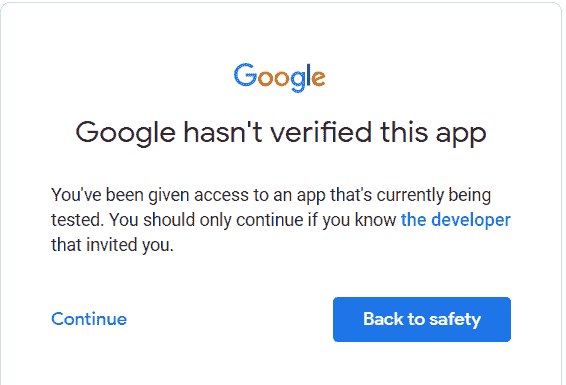 Google
Google hasn't verified this app
You've been given access to an app that's currently being
tested. You should only continue if you know the developer
that invited you.
Continue
Back to safety